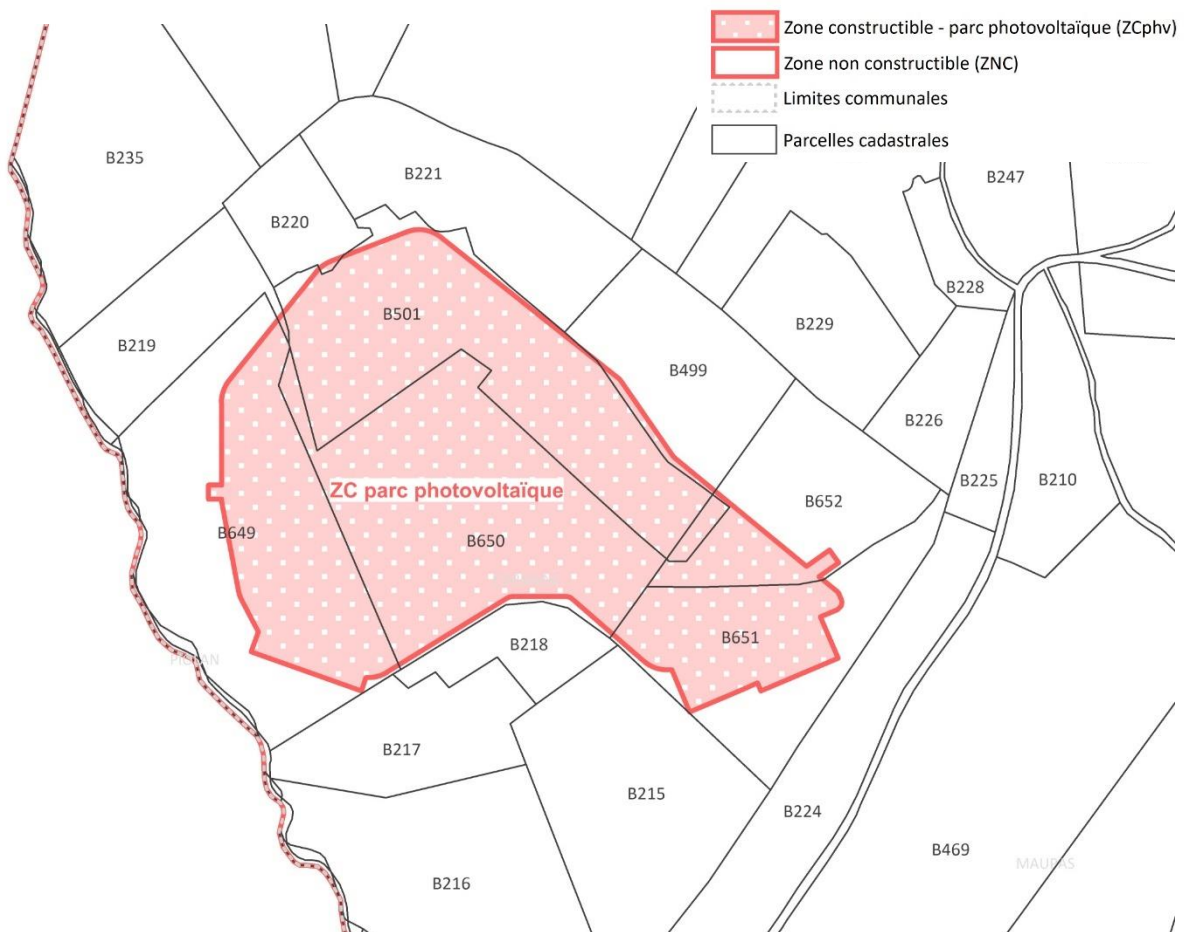 Zone constructible - parc photovoltaïque (ZCphv)
Zone non constructible (ZNC)
Limites communales
Parcelles cadastrales
B235
B221
B247
B220
B228
B501
B229
B219
B499
B226
ZC parc photovoltaïque
B225
B210
B652
B649
B650
B651
B218
B217
B215
B224
B469
MAUPAS
B216